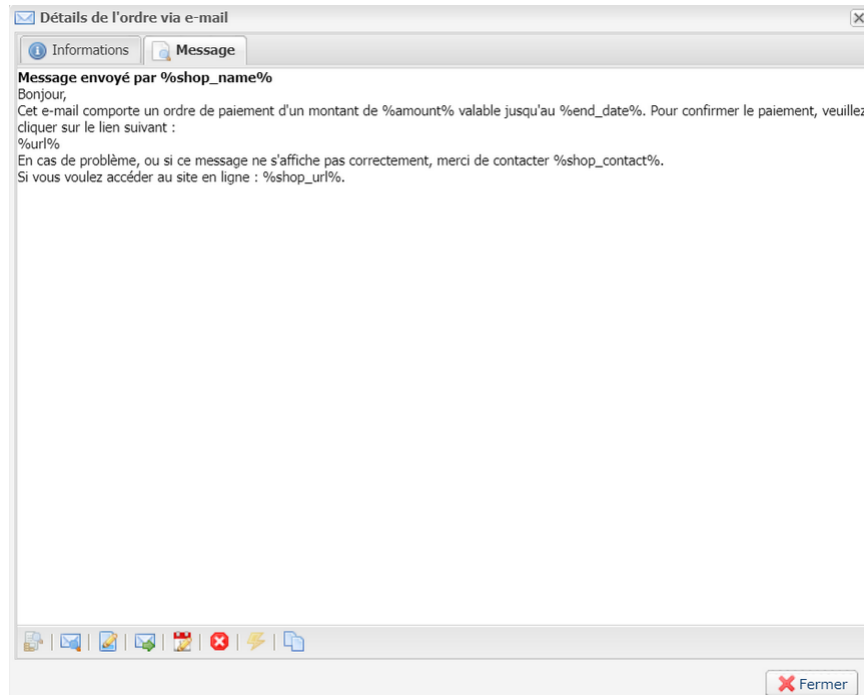 Détails de l'ordre via e-mail
Informations
Message
Message envoyé par %shop_name%
Bonjour,
Cet e-mail comporte un ordre de paiement d'un montant de %amount% valable jusqu'au %end_date%. Pour confirmer le paiement, veuillez
cliquer sur le lien suivant :
%url%
En cas de problème, ou si ce message ne s'affiche pas correctement, merci de contacter %shop_contact%.
Si vous voulez accéder au site en ligne : %shop_url%.
Fermer